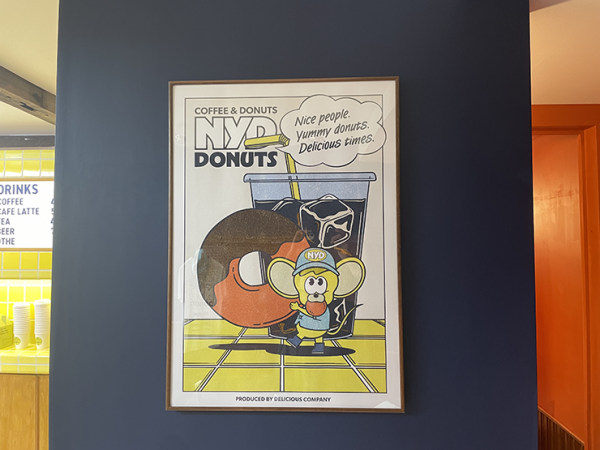 COFFEE & DONUTS
NYD
DONUTS
Nice people.
Yummy donuts.
Delicious times.
NYD
PRODUCED BY DELICIOUS COMPANY
DRINKS
COFFEE
CAFE LATTE
TEA
BEER